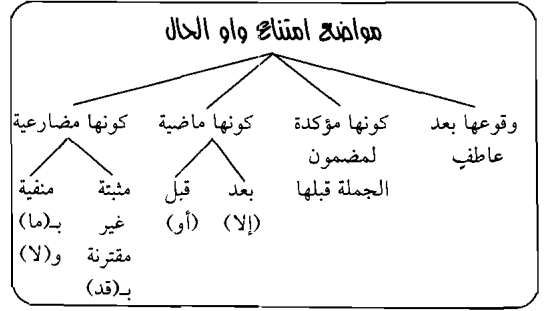 مواضع امتناع واو الحال
وقوعها بعد
عاطفٍ
كونها مؤكدة
لمضمون
الجملة قبلها
كونها ماضية
بعد
(إلا)
قبل
(أو)
كونها مضارعية
مثبتة
غير
مقترنة
بـ(قد)
منفية
بـ(ما)
و(لا)